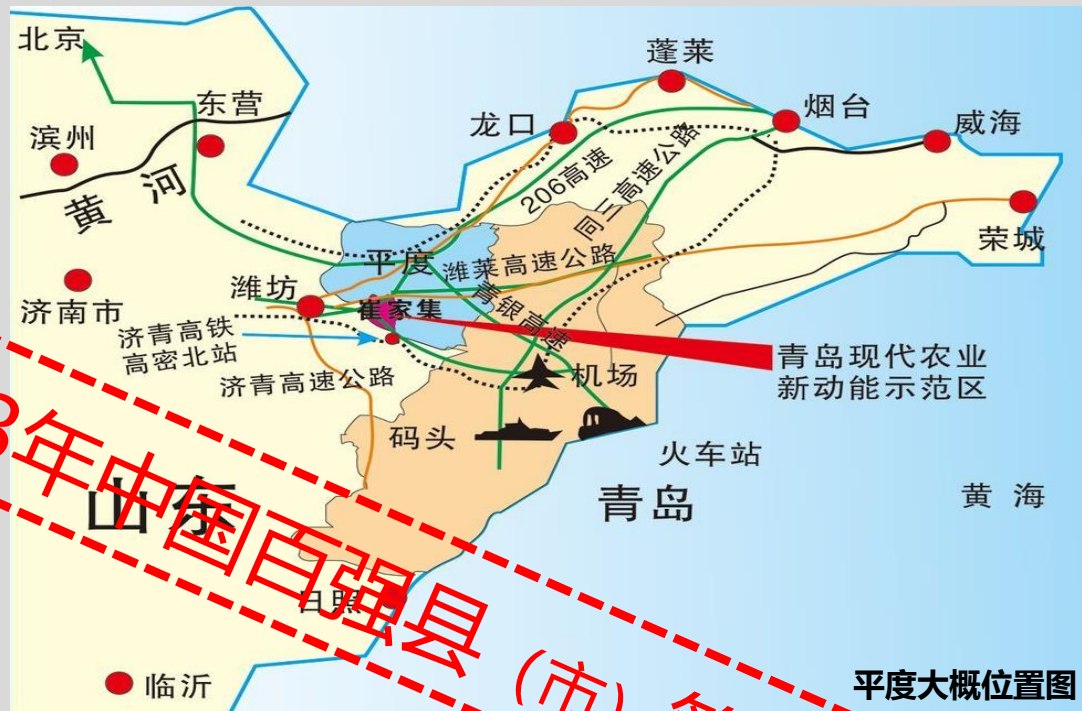 北京
东营
滨州
黄河
济南市
蓬莱
龙口
烟台
威海
荣城
206高速
同三高速公路
平度
潍莱高速公路
潍坊
崔家集
青银高速
济青高铁
高密北站
济青高速公路
青岛现代农业
新动能示范区
机场
码头
火车站
山东
青岛
黄海
日照
临沂
年中国百强县（市）
平度大概位置图